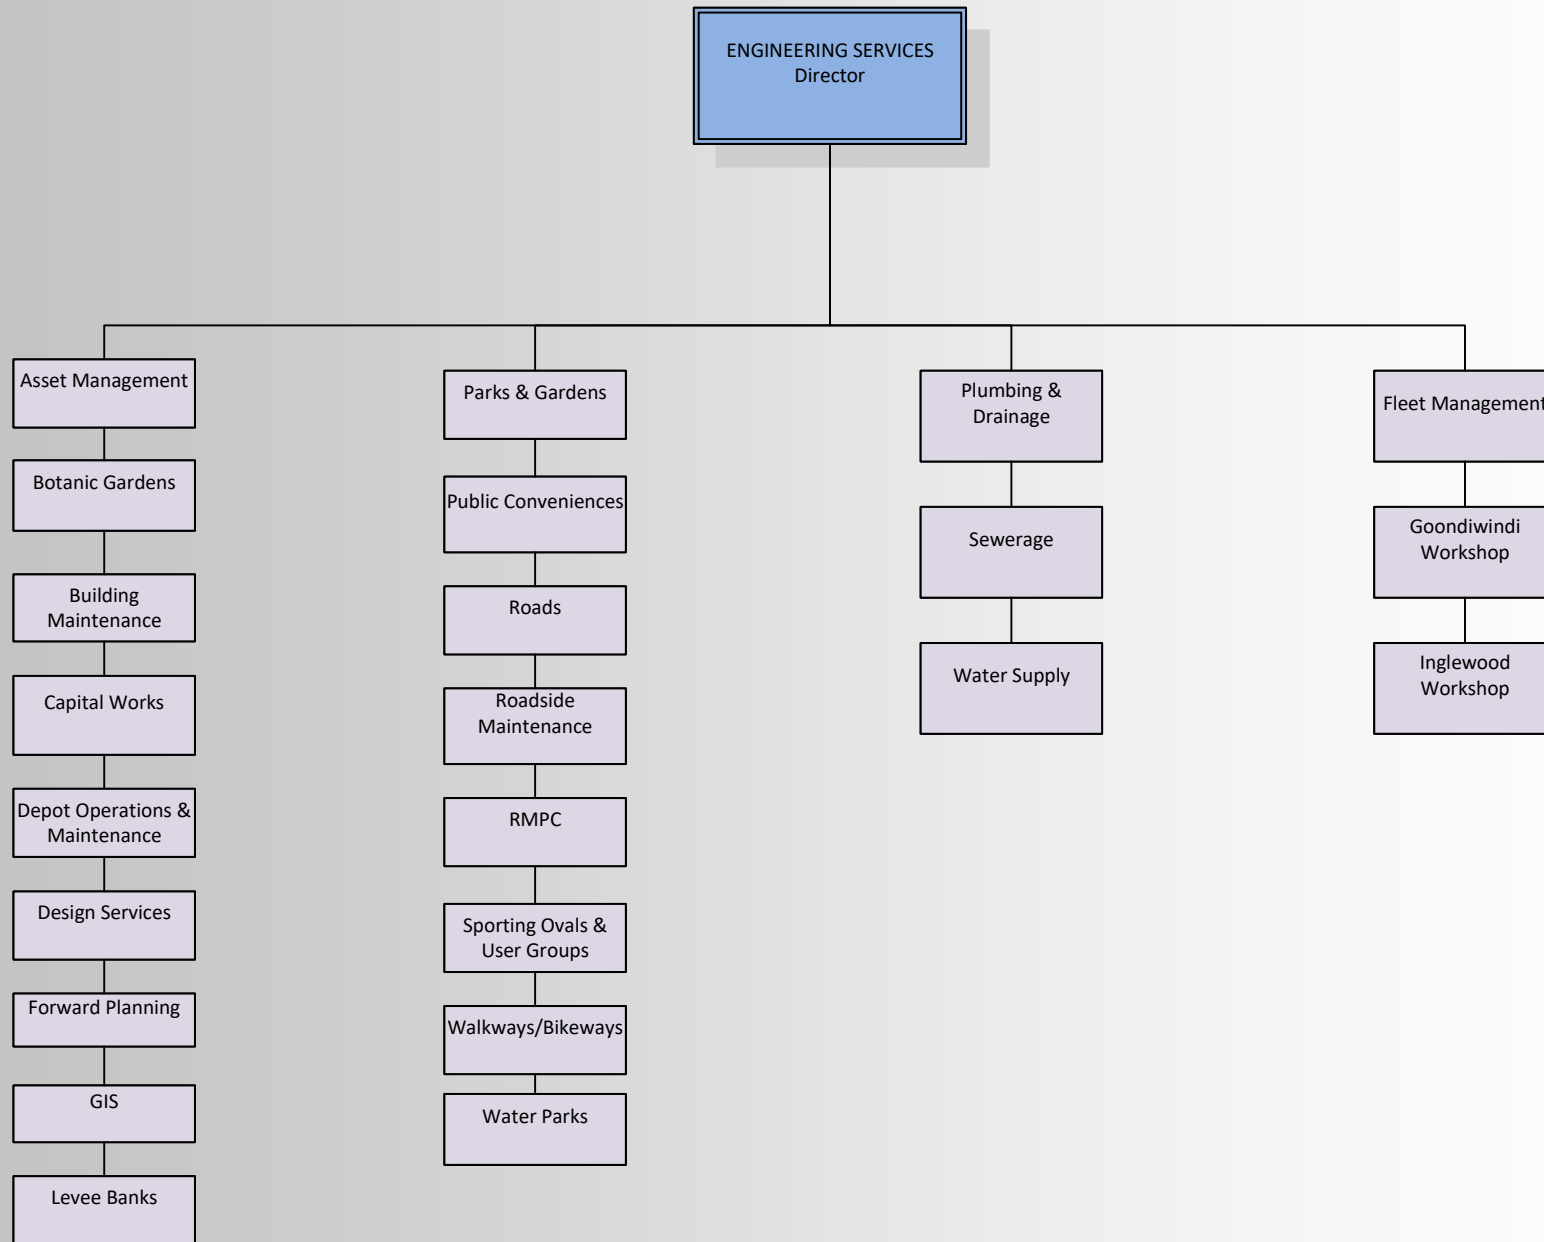 ENGINEERING SERVICES
Director
Asset Management
Botanic Gardens
Building
Maintenance
Capital Works
Depot Operations &
Maintenance
Design Services
Forward Planning
GIS
Levee Banks
Parks & Gardens
Public Conveniences
Roads
Roadside
Maintenance
RMPC
Sporting Ovals &
User Groups
Walkways/Bikeways
Water Parks
Plumbing &
Drainage
Sewerage
Water Supply
Fleet Management
Goondiwindi
Workshop
Inglewood
Workshop